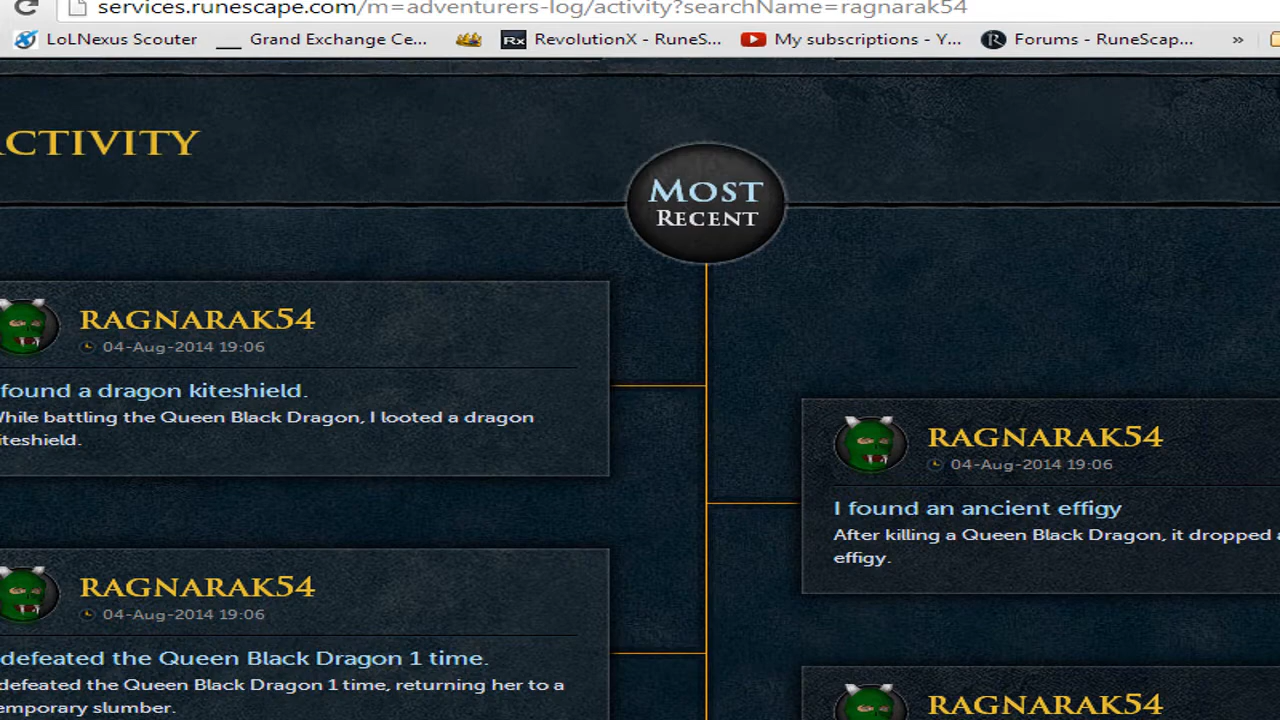 services.runescape.com/m=adventurers-log/activity?searchName=ragnarak54
LoLNexus Scouter
Grand Exchange Ce...
Rx RevolutionX - RuneS...
My subscriptions - Y...
R Forums - RuneScap...
»
CTIVITY
MOST
RECENT
RAGNARAK54
04-Aug-2014 19:06
found a dragon kiteshield.
While battling the Queen Black Dragon, I looted a dragon
iteshield.
RAGNARAK54
04-Aug-2014 19:06
I found an ancient effigy
After killing a Queen Black Dragon, it dropped a
effigy.
RAGNARAK54
04-Aug-2014 19:06
defeated the Queen Black Dragon 1 time.
defeated the Queen Black Dragon 1 time, returning her to a
emporary slumber.
RAGNARAK54